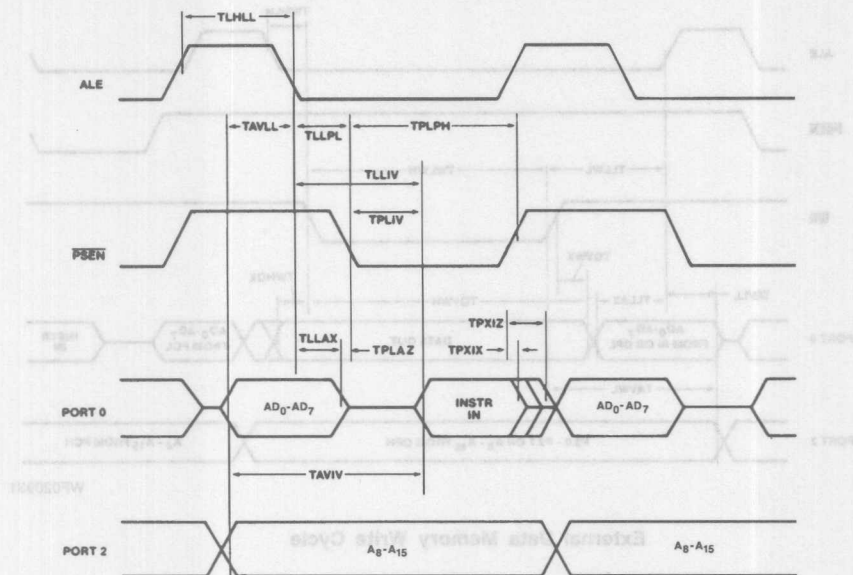 TLHLL
ALE
TAVLL
TLLPL
TPLPH
TLLIV
TPLIV
PSEN
TPXIZ
TLLAX
TPLAZ
TPXIX
PORT 0
AD0-AD7
INSTR
IN
AD0-AD7
TAVIV
PORT 2
A8-A15
A8-A15
External Data Memory Write Cycle